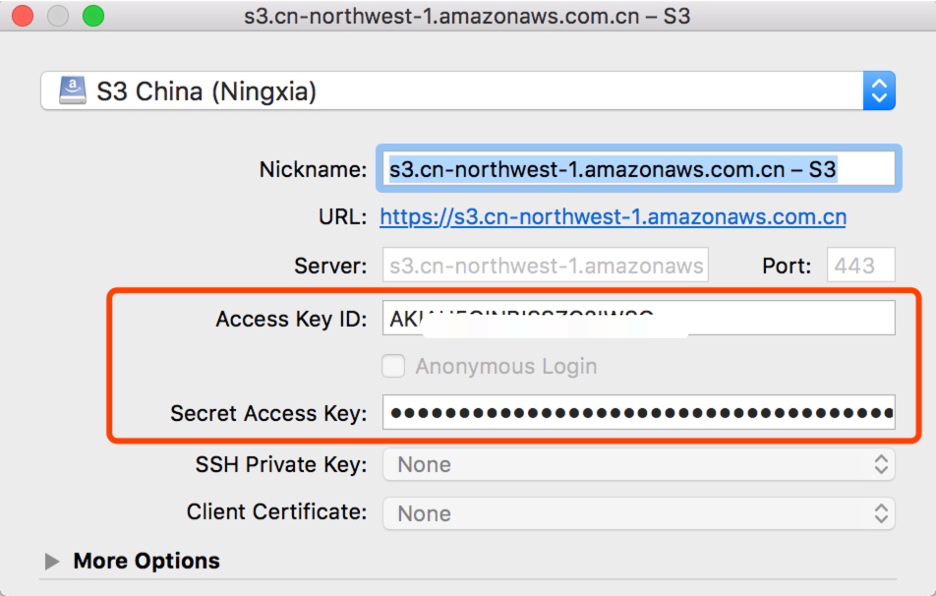 s3.cn-northwest-1.amazonaws.com.cn – S3
S3 China (Ningxia)
Nickname: s3.cn-northwest-1.amazonaws.com.cn – S3
URL: https://s3.cn-northwest-1.amazonaws.com.cn
Server: s3.cn-northwest-1.amazonaws Port: 443
Access Key ID:
Anonymous Login
Secret Access Key: ●●●●●●●●●●●●●●●●●●●●●●●●●●●●●●●●●●●●●
SSH Private Key: None
Client Certificate: None
More Options